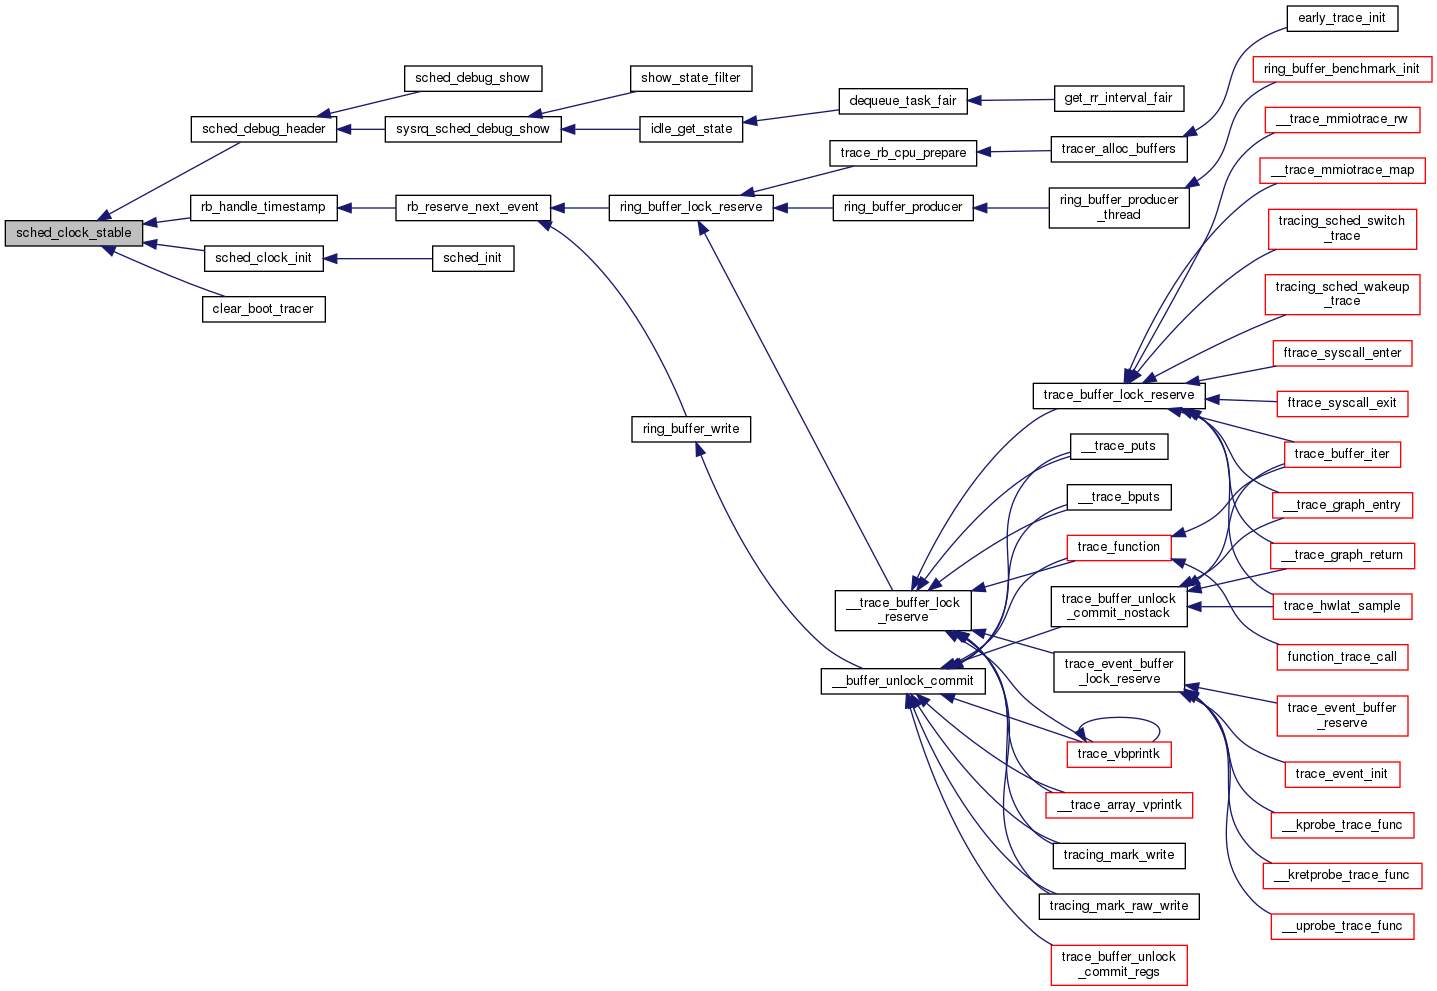 sched_clock_stable
sched_debug_header
rb_handle_timestamp
sched_clock_init
clear_boot_tracer
sched_debug_show
sysrq_sched_debug_show
rb_reserve_next_event
sched_init
show_state_filter
idle_get_state
ring_buffer_lock_reserve
ring_buffer_write
dequeue_task_fair
trace_rb_cpu_prepare
ring_buffer_producer
__trace_buffer_lock
_reserve
__buffer_unlock_commit
get_rr_interval_fair
tracer_alloc_buffers
ring_buffer_producer
_thread
trace_buffer_lock_reserve
__trace_puts
__trace_bputs
trace_function
trace_buffer_unlock
_commit_nostack
trace_event_buffer
_lock_reserve
trace_vbprintk
__trace_array_vprintk
tracing_mark_write
tracing_mark_raw_write
trace_buffer_unlock
_commit_regs
early_trace_init
ring_buffer_benchmark_init
__trace_mmiotrace_rw
__trace_mmiotrace_map
tracing_sched_switch
_trace
tracing_sched_wakeup
_trace
ftrace_syscall_enter
ftrace_syscall_exit
trace_buffer_iter
__trace_graph_entry
__trace_graph_return
trace_hwlat_sample
function_trace_call
trace_event_buffer
_reserve
trace_event_init
__kprobe_trace_func
__kretprobe_trace_func
__uprobe_trace_func